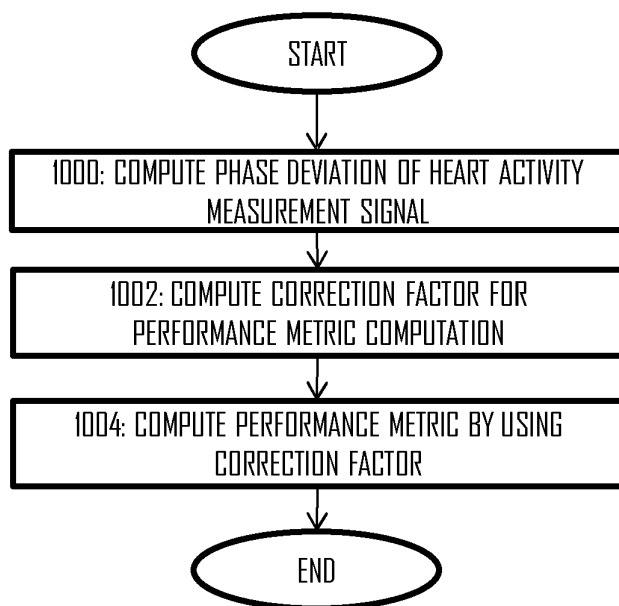 START
1000: COMPUTE PHASE DEVIATION OF HEART ACTIVITY
MEASUREMENT SIGNAL
1002: COMPUTE CORRECTION FACTOR FOR
PERFORMANCE METRIC COMPUTATION
1004: COMPUTE PERFORMANCE METRIC BY USING
CORRECTION FACTOR
END